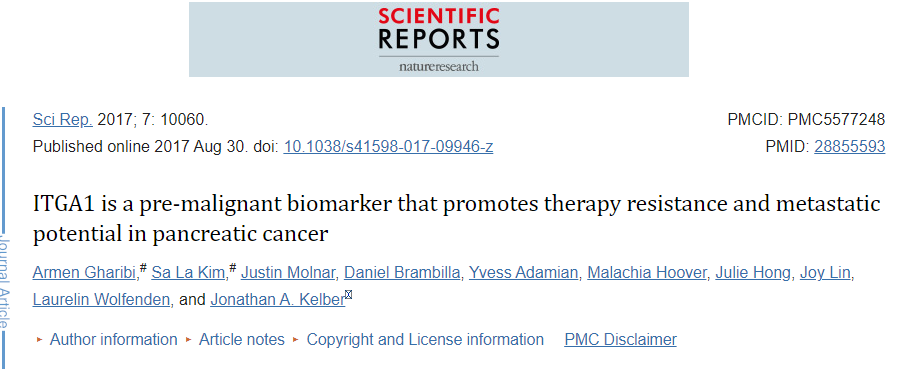 SCIENTIFIC
REPORTS
natureresearch
Sci Rep. 2017; 7: 10060.
PMCID: PMC5577248
Published online 2017 Aug 30. doi: 10.1038/s41598-017-09946-z
PMID: 28855593
ITGA1 is a pre-malignant biomarker that promotes therapy resistance and metastatic
potential in pancreatic cancer
Armen Gharibi,# Sa La Kim,# Justin Molnar, Daniel Brambilla, Yvess Adamian, Malachia Hoover, Julie Hong, Joy Lin,
Laurelin Wolfenden, and Jonathan A. Kelber
Author information Article notes Copyright and License information PMC Disclaimer
Journal Article